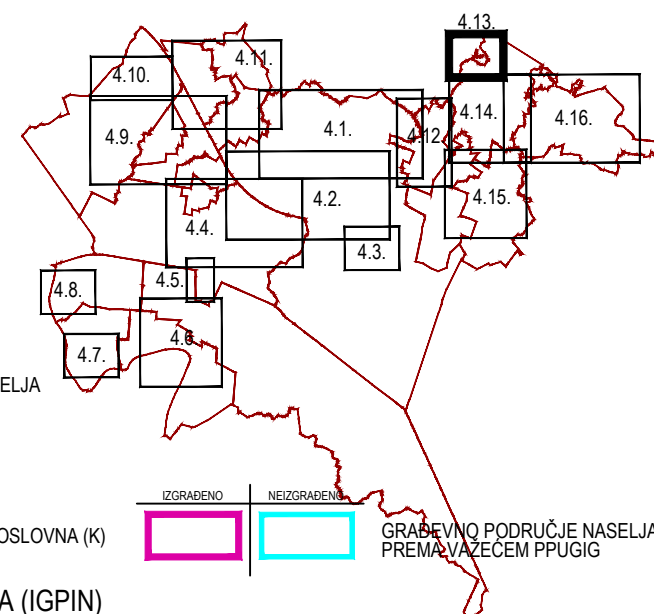 4.13.
4.11.
4.10.
4.9.
4.1.
4.12.
4.14.
4.16.
4.2.
4.4.
4.15.
4.3.
4.5.
4.8.
4.6
4.7.
ELJA
IZGRAĐENO
NEIZGRAĐENO
OSLOVNA (K)
GRAĐEVNO PODRUČJE NASELJA
PREMA VAŽEĆEM PPUGIG
A (IGPIN)